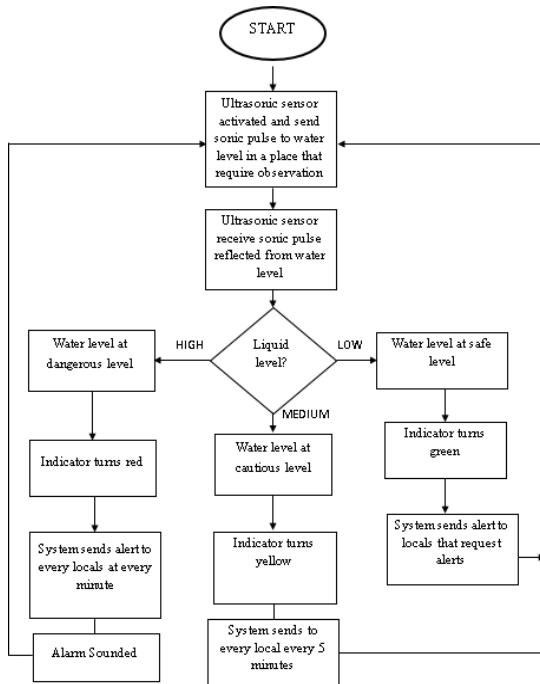 START
Ultrasonic sensor
activated and send
sonic pulse to water
level in a place that
require observation
Ultrasonic sensor
receive sonic pulse
reflected from water
level
Liquid
level?
HIGH
LOW
MEDIUM
Water level at
dangerous level
Indicator turns red
System sends alert to
every locals at every
minute
Alarm Sounded
Water level at
cautious level
Indicator turns
yellow
System sends to
every local every 5
minutes
Water level at safe
level
Indicator turns
green
System sends alert to
locals that request
alerts